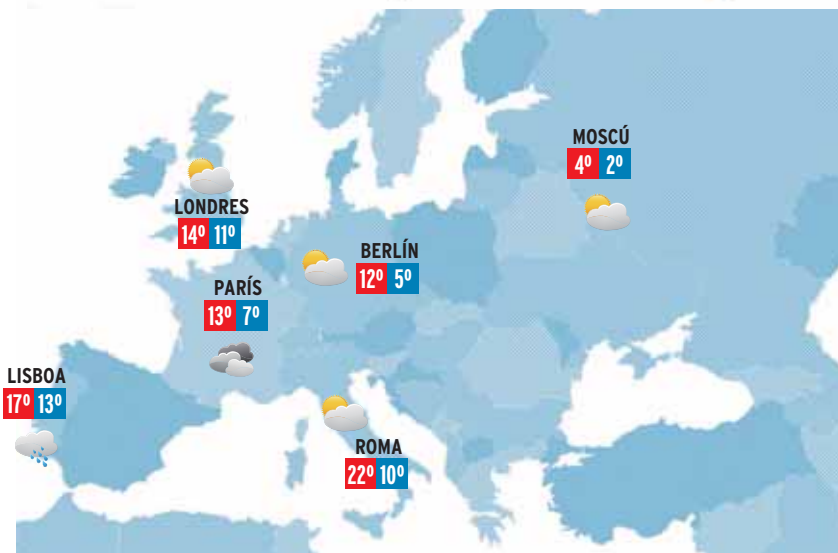 MOSCÚ
4º 2º
LONDRES
14º 11º
BERLÍN
12º 5º
PARÍS
13º 7º
LISBOA
17º 13º
ROMA
22º 10º